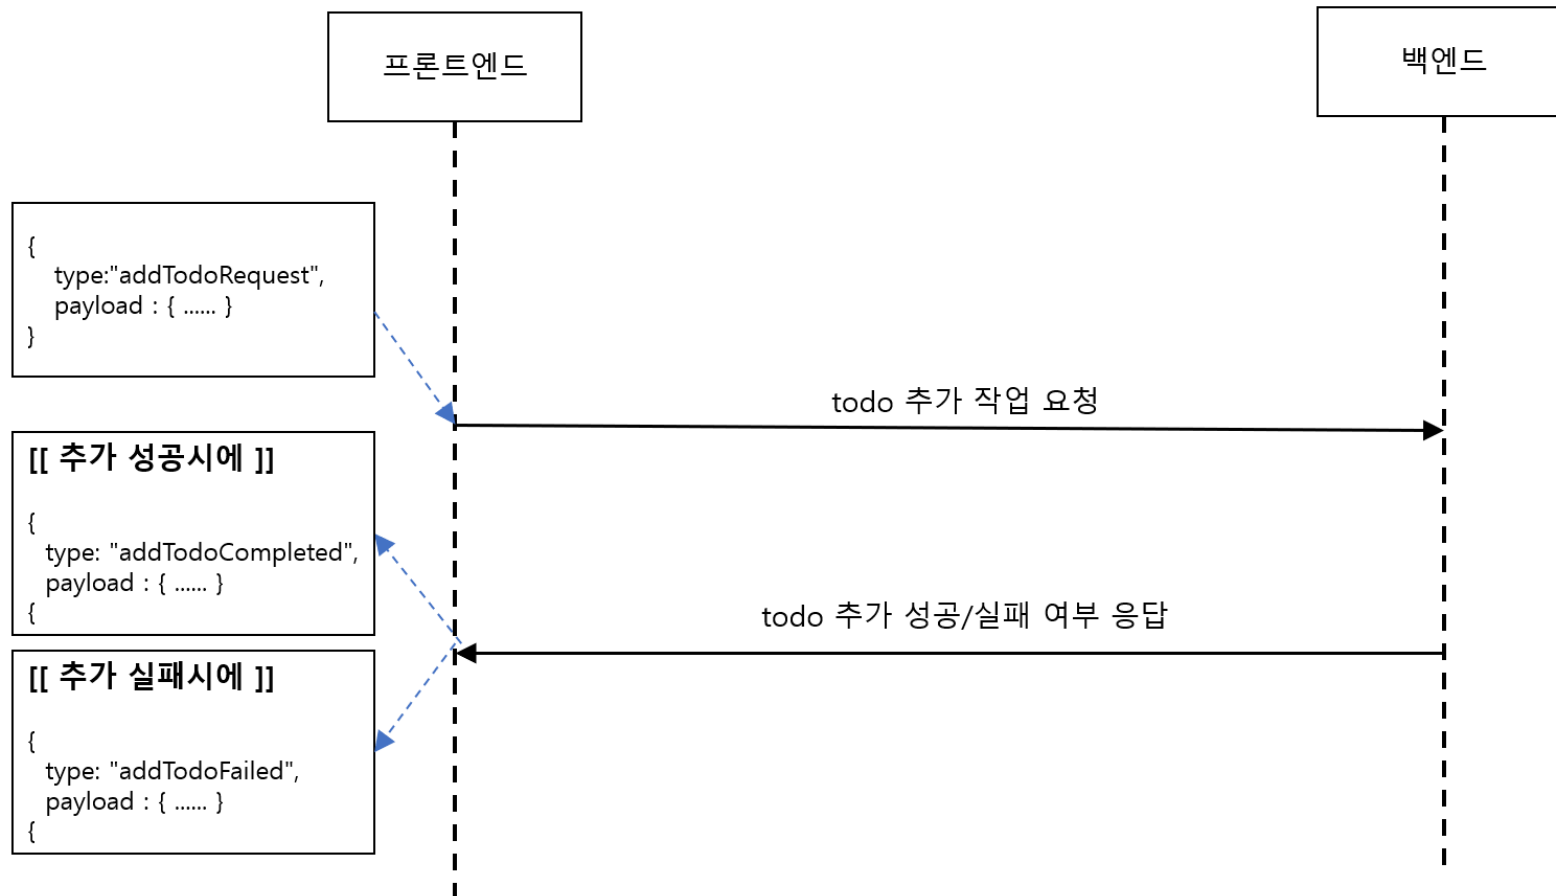 프론트엔드
백엔드
{
type:"addTodoRequest",
payload : { ...... }
}
todo 추가 작업 요청
[[ 추가 성공시에 ]]
{
type: "addTodoCompleted",
payload : { ...... }
{
todo 추가 성공/실패 여부 응답
[[ 추가 실패시에 ]]
{
type: "addTodoFailed",
payload : { ...... }
{